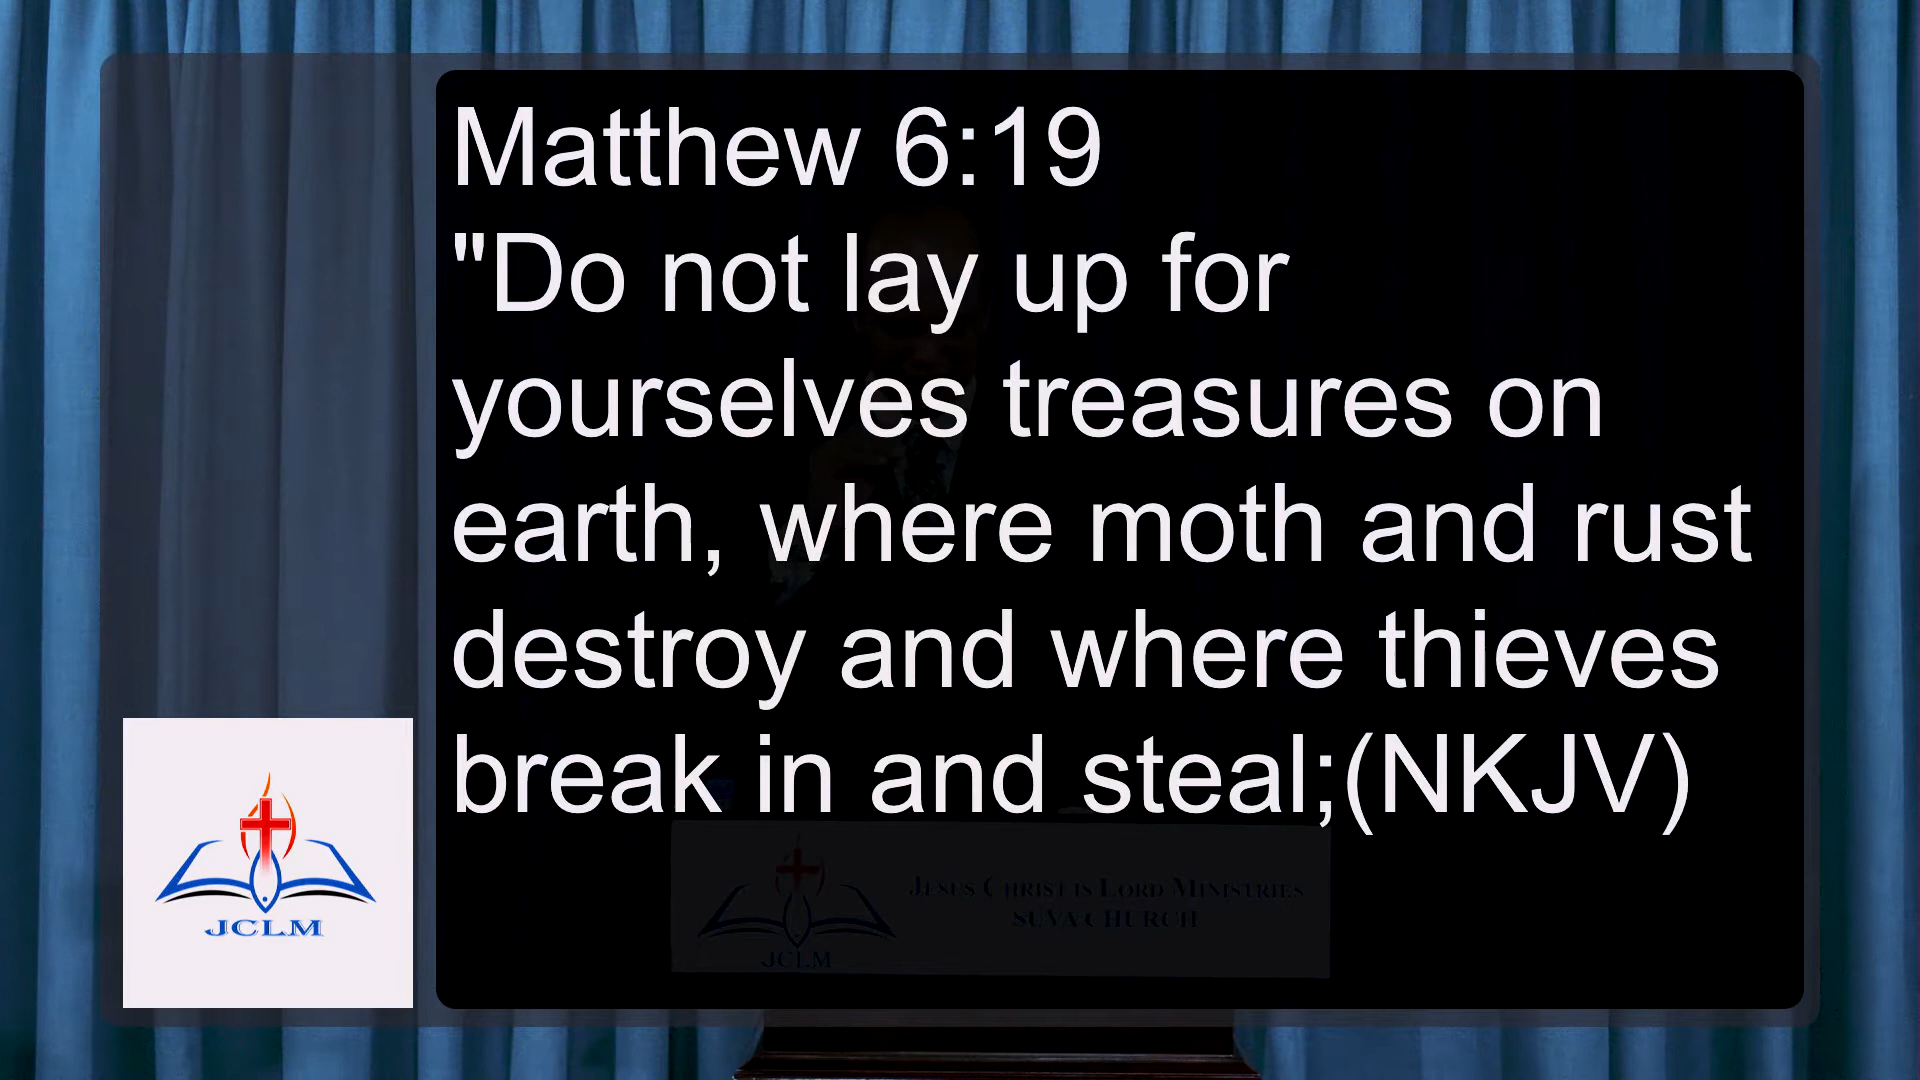 Matthew 6:19
"Do not lay up for
yourselves treasures on
earth, where moth and rust
destroy and where thieves
break in and steal;(NKJV)
JESUS CHRIST IS LORD MINISTRIES
SUVA CHURCH
JCLM
JCLM